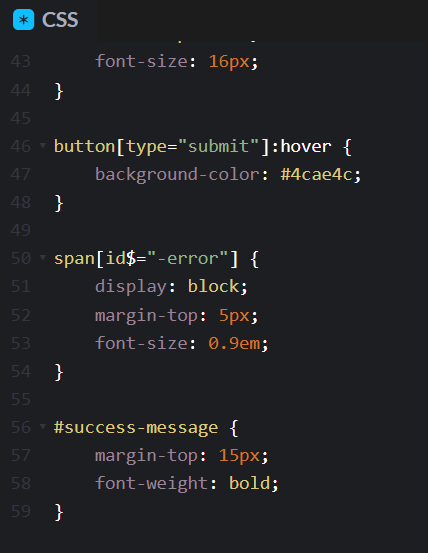 CSS
43 font-size: 16px;
44 }
45
46 button[type="submit"]:hover {
47 background-color: #4cae4c;
48 }
49
50 span[id$="-error"] {
51 display: block;
52 margin-top: 5px;
53 font-size: 0.9em;
54 }
55
56 #success-message {
57 margin-top: 15px;
58 font-weight: bold;
59 }